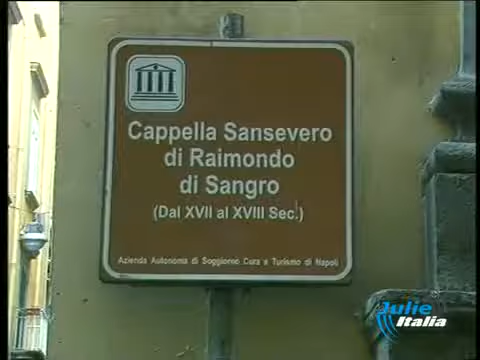 Cappella Sansevero
di Raimondo
di Sangro
(Dal XVII al XVIII Sec.)
Azienda Autonoma di Soggiorno Cura e Turismo di Napoli
Julie
Italia